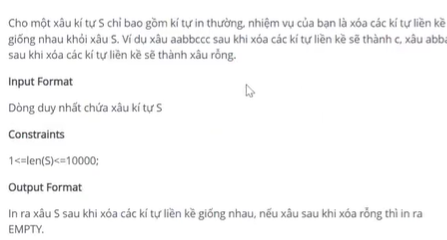 Cho một xâu kí tự S chỉ bao gồm kí tự in thường, nhiệm vụ của bạn là xóa các kí tự liền kề
giống nhau khỏi xâu S. Ví dụ xâu aabbccc sau khi xóa các kí tự liền kề sẽ thành c, xâu abba
sau khi xóa các kí tự liền kề sẽ thành xâu rỗng.
Input Format
Dòng duy nhất chứa xâu kí tự S
Constraints
1<=len(S)<=10000;
Output Format
In ra xâu S sau khi xóa các kí tự liền kề giống nhau, nếu xâu sau khi xóa rỗng thì in ra
EMPTY.